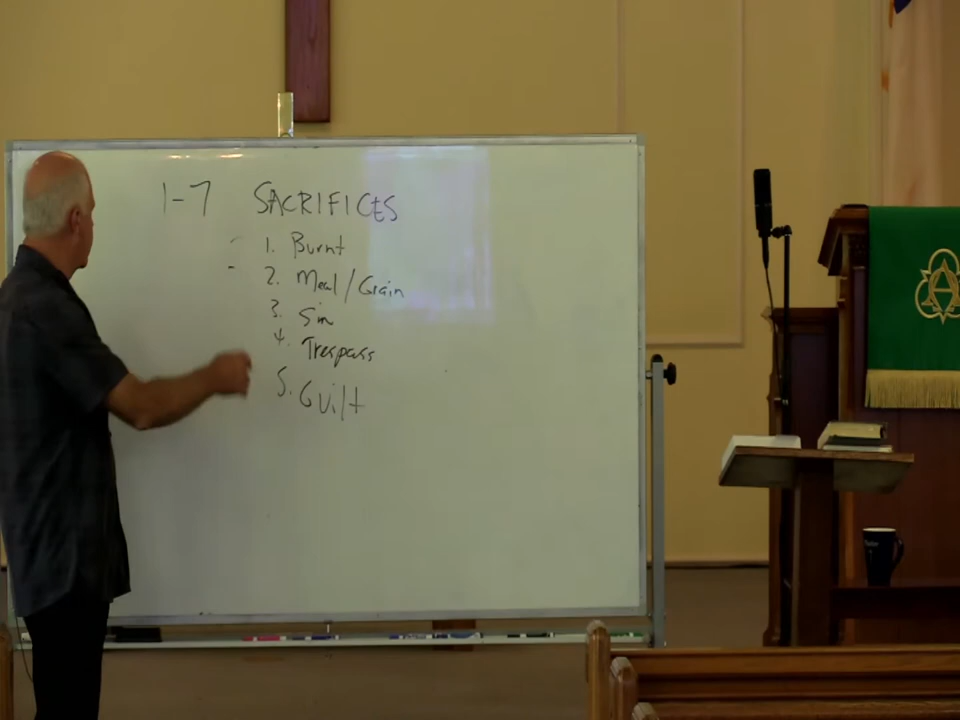 1-7 SACRIFICES
1. Burnt
2. Meal/Grain
3. Sin
4. Trespass
5. Guilt